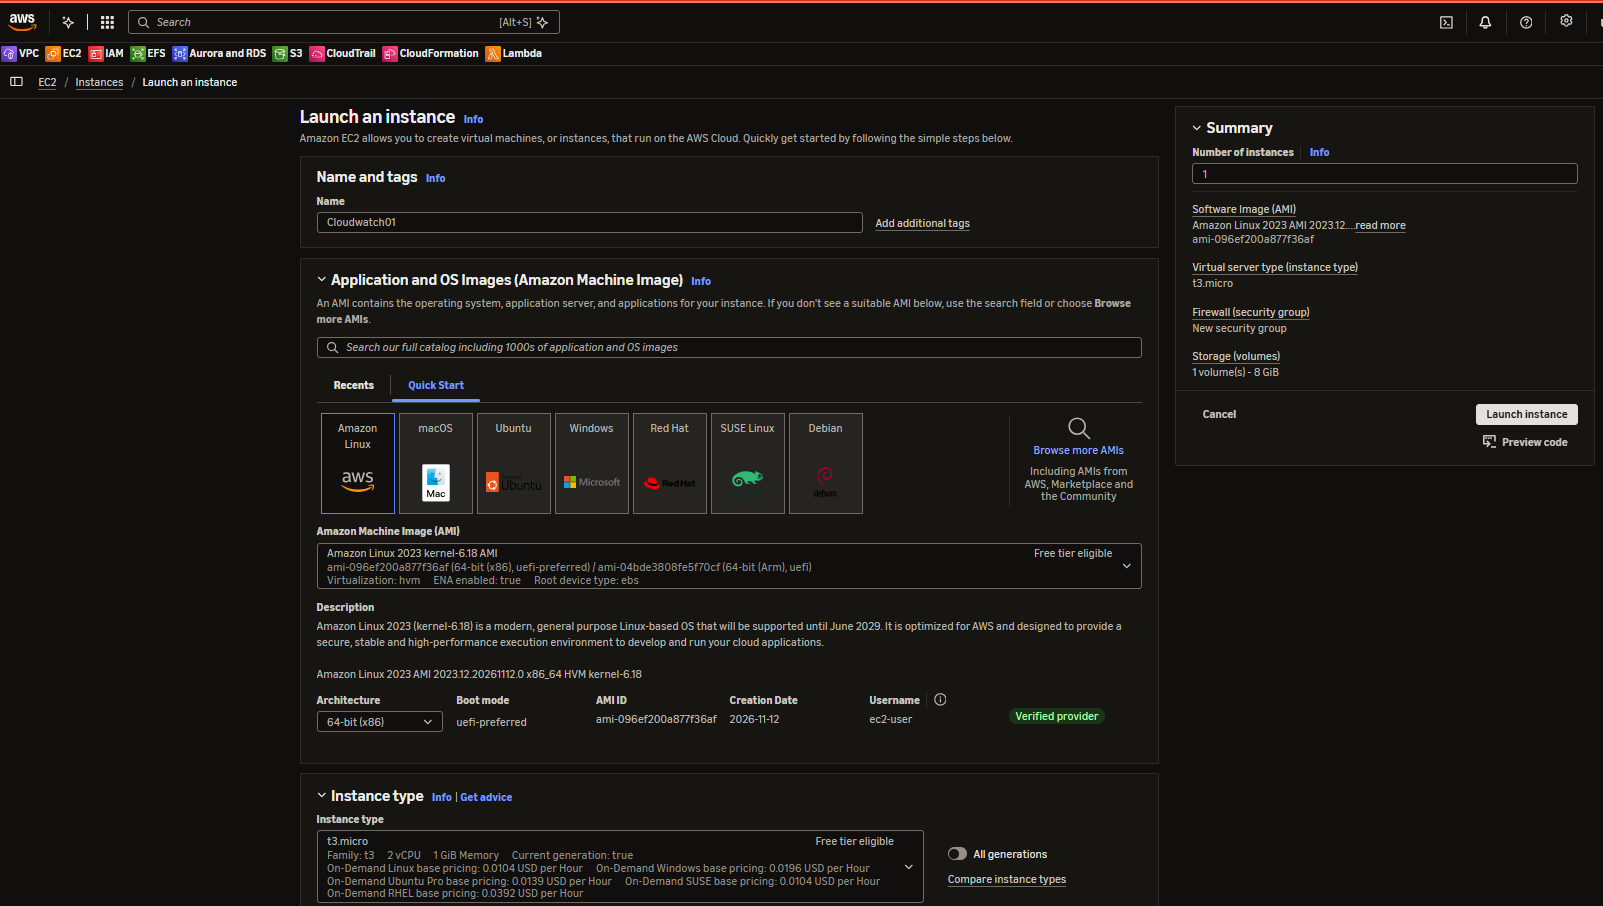 aws
Search [Alt+S]
VPC EC2 IAM EFS Aurora and RDS S3 CloudTrail CloudFormation Lambda
EC2 / Instances / Launch an instance
Launch an instance Info
Amazon EC2 allows you to create virtual machines, or instances, that run on the AWS Cloud. Quickly get started by following the simple steps below.
Name and tags Info
Name
Cloudwatch01
Add additional tags
Application and OS Images (Amazon Machine Image) Info
An AMI contains the operating system, application server, and applications for your instance. If you don't see a suitable AMI below, use the search field or choose Browse
more AMIs.
Search our full catalog including 1000s of application and OS images
Recents Quick Start
Amazon
Linux
aws
macOS
Mac
Ubuntu
Ubuntu
Windows
Microsoft
Red Hat
Red Hat
SUSE Linux
Debian
debian
Browse more AMIs
Including AMIs from
AWS, Marketplace and
the Community
Amazon Machine Image (AMI)
Amazon Linux 2023 kernel-6.18 AMI Free tier eligible
ami-096ef200a877f36af (64-bit (x86), uefi-preferred) / ami-04bde3808fe5f70cf (64-bit (Arm), uefi)
Virtualization: hvm ENA enabled: true Root device type: ebs
Description
Amazon Linux 2023 (kernel-6.18) is a modern, general purpose Linux-based OS that will be supported until June 2029. It is optimized for AWS and designed to provide a
secure, stable and high-performance execution environment to develop and run your cloud applications.
Amazon Linux 2023 AMI 2023.12.20261112.0 x86_64 HVM kernel-6.18
Architecture Boot mode AMI ID Creation Date Username
64-bit (x86) uefi-preferred ami-096ef200a877f36af 2026-11-12 ec2-user Verified provider
Instance type Info | Get advice
Instance type
t3.micro Free tier eligible
Family: t3 2 vCPU 1 GiB Memory Current generation: true
On-Demand Linux base pricing: 0.0104 USD per Hour On-Demand Windows base pricing: 0.0196 USD per Hour
On-Demand Ubuntu Pro base pricing: 0.0139 USD per Hour On-Demand SUSE base pricing: 0.0104 USD per Hour
On-Demand RHEL base pricing: 0.0392 USD per Hour
All generations
Compare instance types
Summary
Number of instances Info
1
Software Image (AMI)
Amazon Linux 2023 AMI 2023.12....read more
ami-096ef200a877f36af
Virtual server type (instance type)
t3.micro
Firewall (security group)
New security group
Storage (volumes)
1 volume(s) - 8 GiB
Cancel Launch instance
Preview code